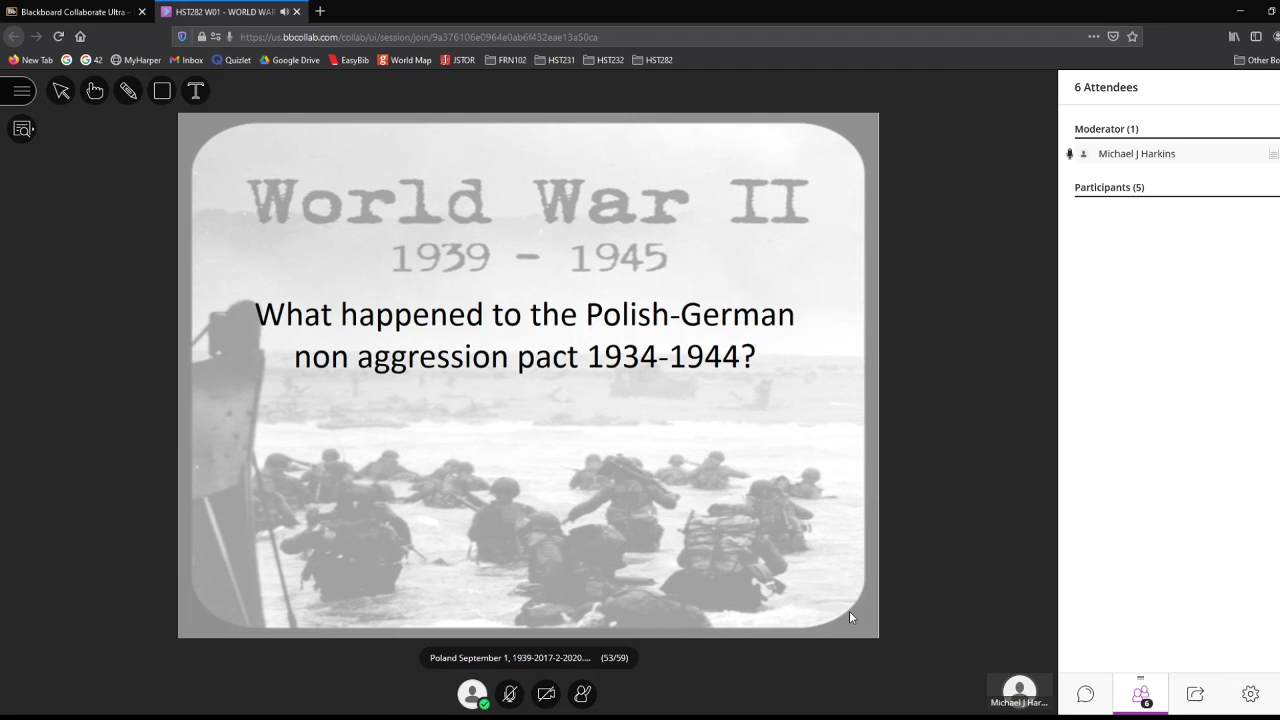 Blackboard Collaborate Ultra –
HST282 W01 - WORLD WAR
https://us.bbcollab.com/collab/ui/session/join/9a376106e0964e0ab6f432eae13a50ca
New Tab
G
42
MyHarper
Inbox
Quizlet
Google Drive
EasyBib
World Map
JSTOR
FRN102
HST231
HST232
HST282
Other Bo
6 Attendees
Moderator (1)
Michael J Harkins
Participants (5)
World War II
1939 - 1945
What happened to the Polish-German
non aggression pact 1934-1944?
Poland September 1, 1939-2017-2-2020.... (53/59)
Michael J Har...
6